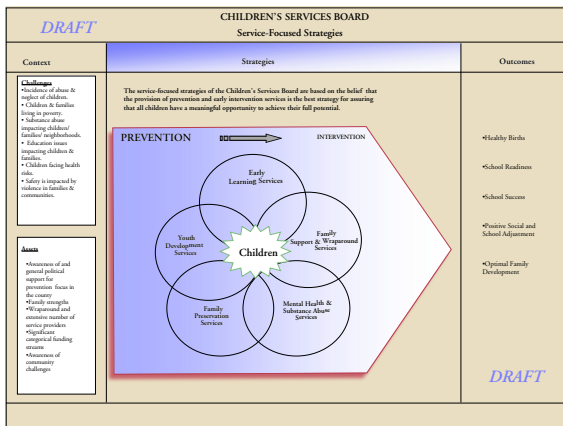 DRAFT
CHILDREN'S SERVICES BOARD
Service-Focused Strategies
Context
Strategies
Outcomes
Challenges
•Incidence of abuse &
neglect of children.
• Children & families
living in poverty.
• Substance abuse
impacting children/
families/ neighborhoods.
• Education issues
impacting children &
families.
• Children facing health
risks.
• Safety is impacted by
violence in families &
communities.
Assets
•Awareness of and
general political
support for
prevention focus in
the county
•Family strengths
•Wraparound and
extensive number of
service providers
•Significant
categorical funding
streams
•Awareness of
community
challenges
The service-focused strategies of the Children's Services Board are based on the belief that
the provision of prevention and early intervention services is the best strategy for assuring
that all children have a meaningful opportunity to achieve their full potential.
PREVENTION
INTERVENTION
Early
Learning Services
Youth
Development
Services
Family
Support & Wraparound
Services
Children
Family
Preservation
Services
Mental Health &
Substance Abuse
Services
•Healthy Births
•School Readiness
•School Success
•Positive Social and
School Adjustment
•Optimal Family
Development
DRAFT